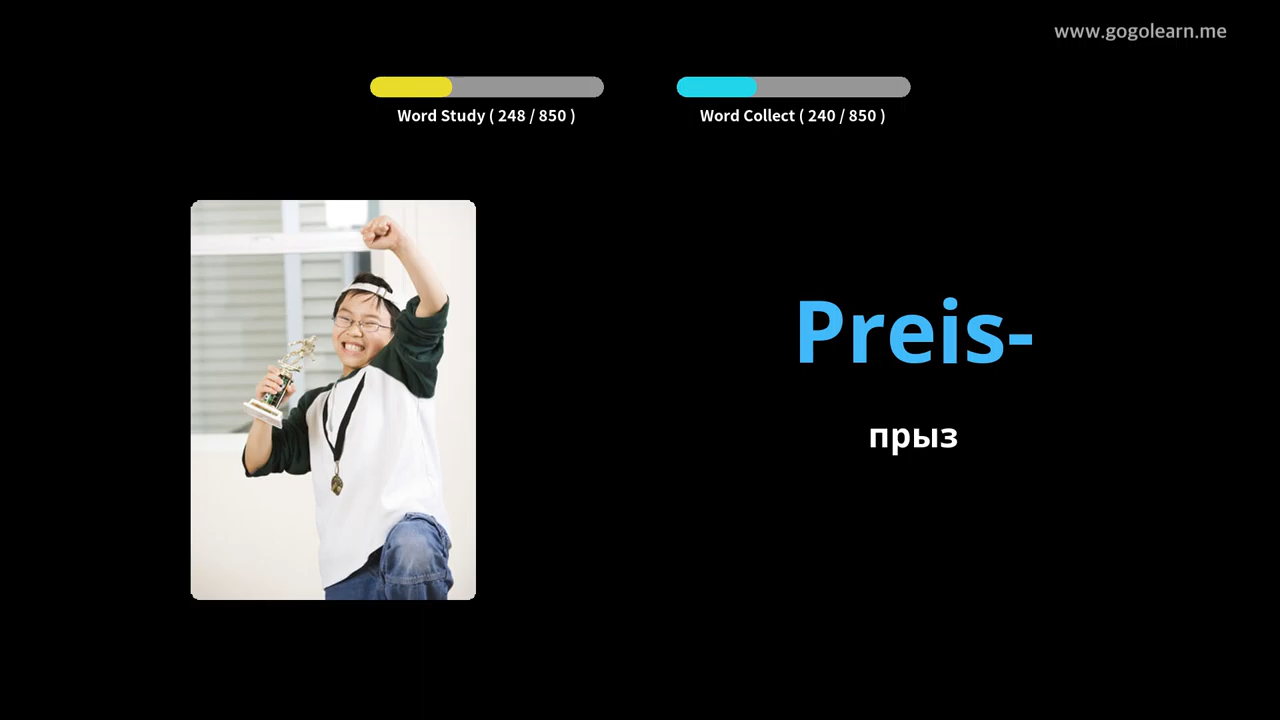 www.gogolearn.me
Word Study ( 248 / 850 )
Word Collect ( 240 / 850 )
Preis-
прыз